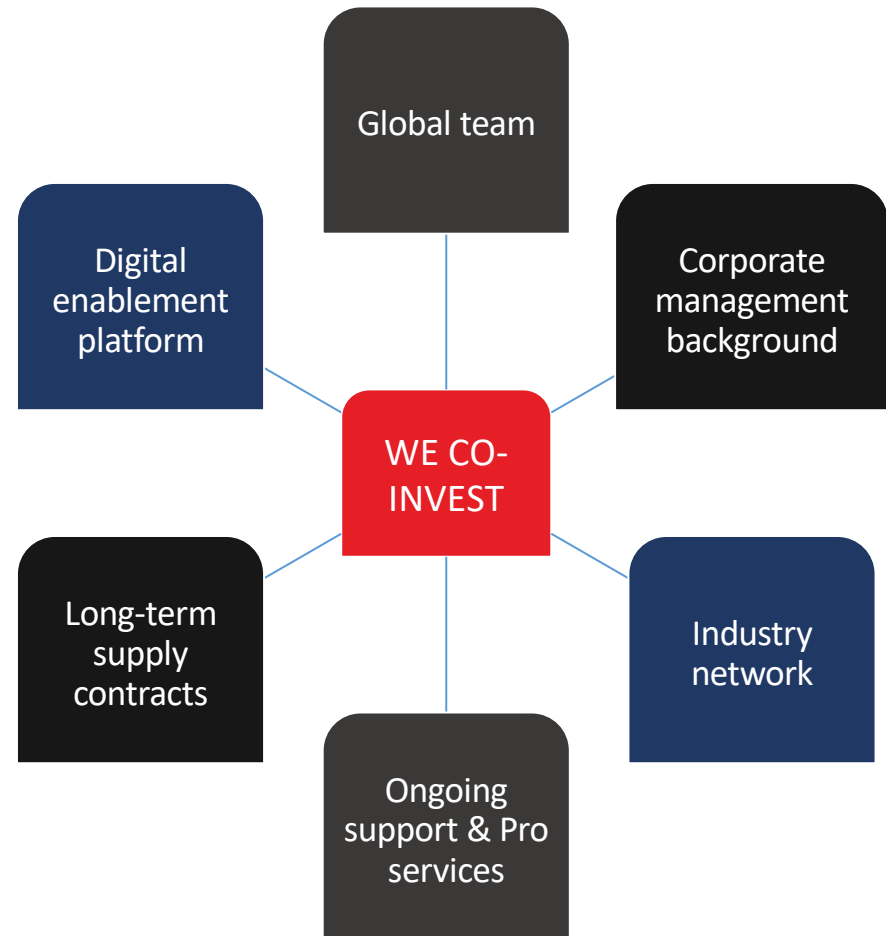 Global team
Digital
enablement
platform
Corporate
management
background
WE CO-
INVEST
Long-term
supply
contracts
Industry
network
Ongoing
support & Pro
services